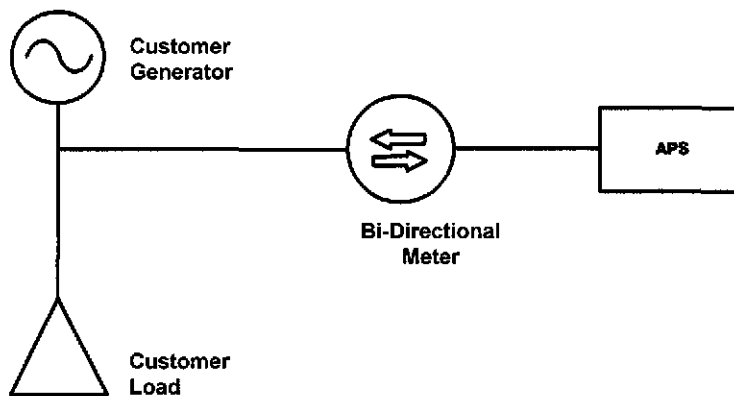 Customer
Generator
APS
Bi-Directional
Meter
Customer
Load